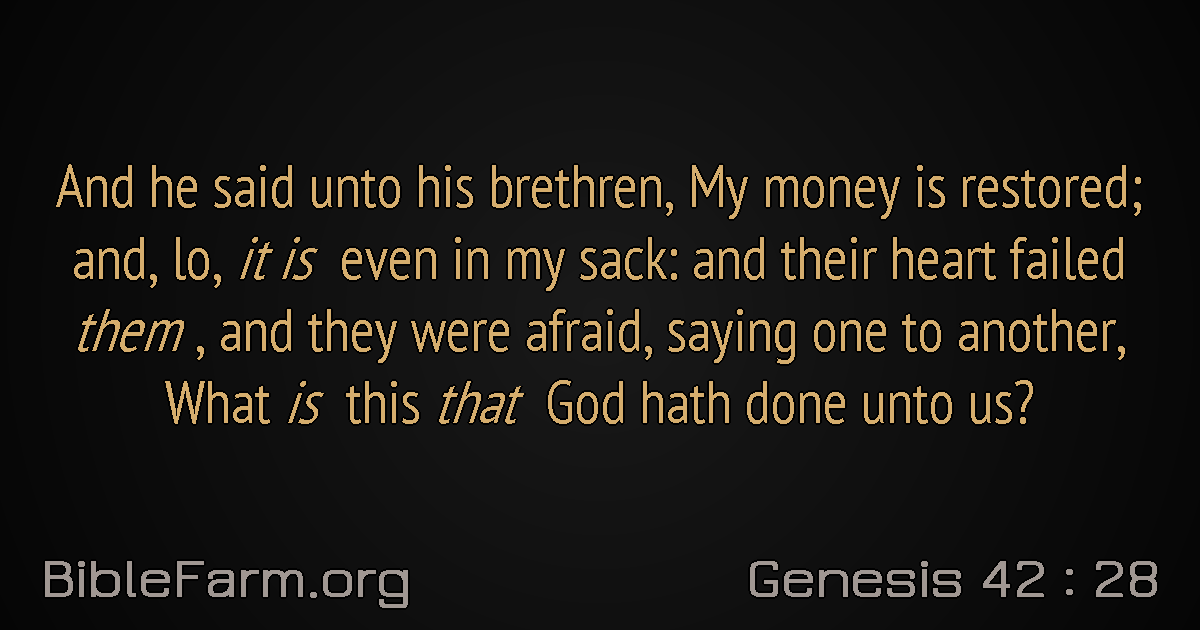 And he said unto his brethren, My money is restored;
and, lo, it is even in my sack: and their heart failed
them , and they were afraid, saying one to another,
What is this that God hath done unto us?
BibleFarm.org
Genesis 42 : 28